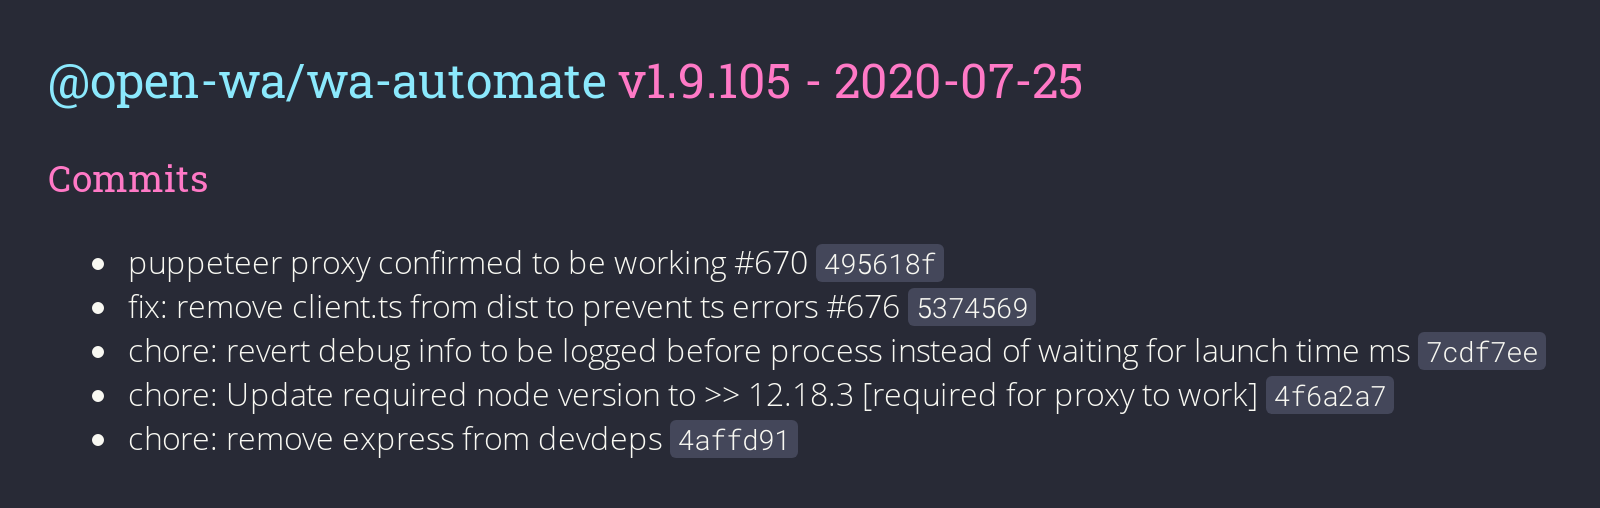 @open-wa/wa-automate v1.9.105 - 2020-07-25
Commits
puppeteer proxy confirmed to be working #670 495618f
fix: remove client.ts from dist to prevent ts errors #676 5374569
chore: revert debug info to be logged before process instead of waiting for launch time ms 7cdf7ee
chore: Update required node version to >> 12.18.3 [required for proxy to work] 4f6a2a7
chore: remove express from devdeps 4affd91